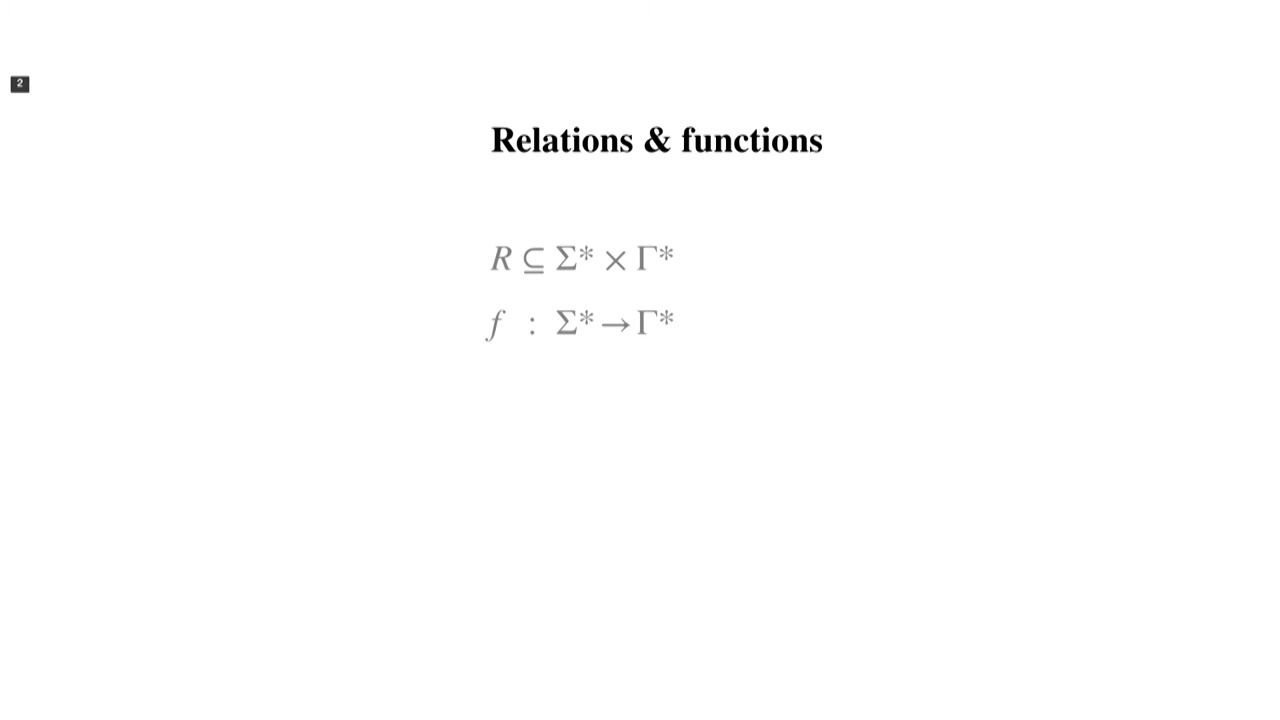 2
Relations & functions
R ⊆ Σ* × Γ*
f : Σ* → Γ*